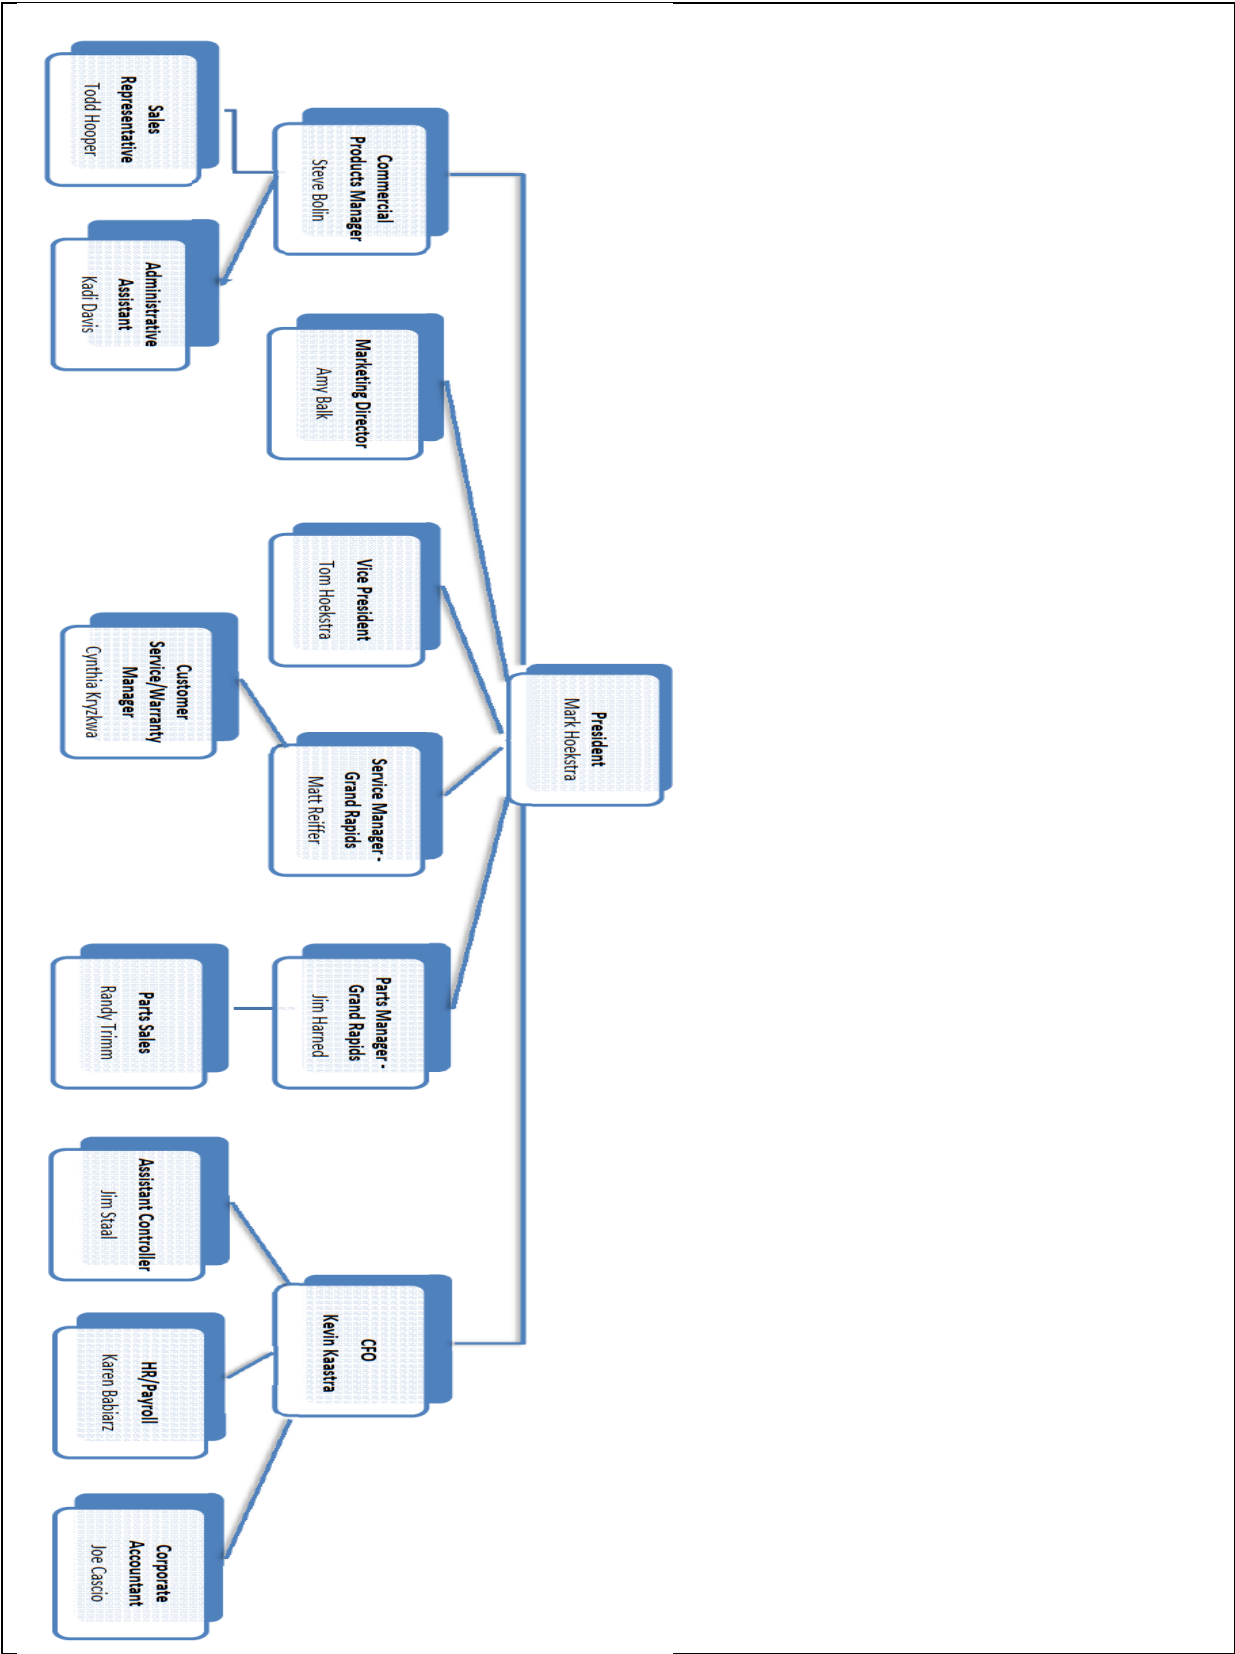 President
Mark Hoekstra
Commercial
Products Manager
Steve Bolin
Marketing Director
Amy Balk
Vice President
Tom Hoekstra
Service Manager -
Grand Rapids
Matt Reiffer
Parts Manager -
Grand Rapids
Jim Harned
CFO
Kevin Kaastra
Sales
Representative
Todd Hooper
Administrative
Assistant
Kadi Davis
Customer
Service/Warranty
Manager
Cynthia Kryzkwa
Parts Sales
Randy Trimm
Assistant Controller
Jim Staal
HR/Payroll
Karen Babiarz
Corporate
Accountant
Joe Cascio